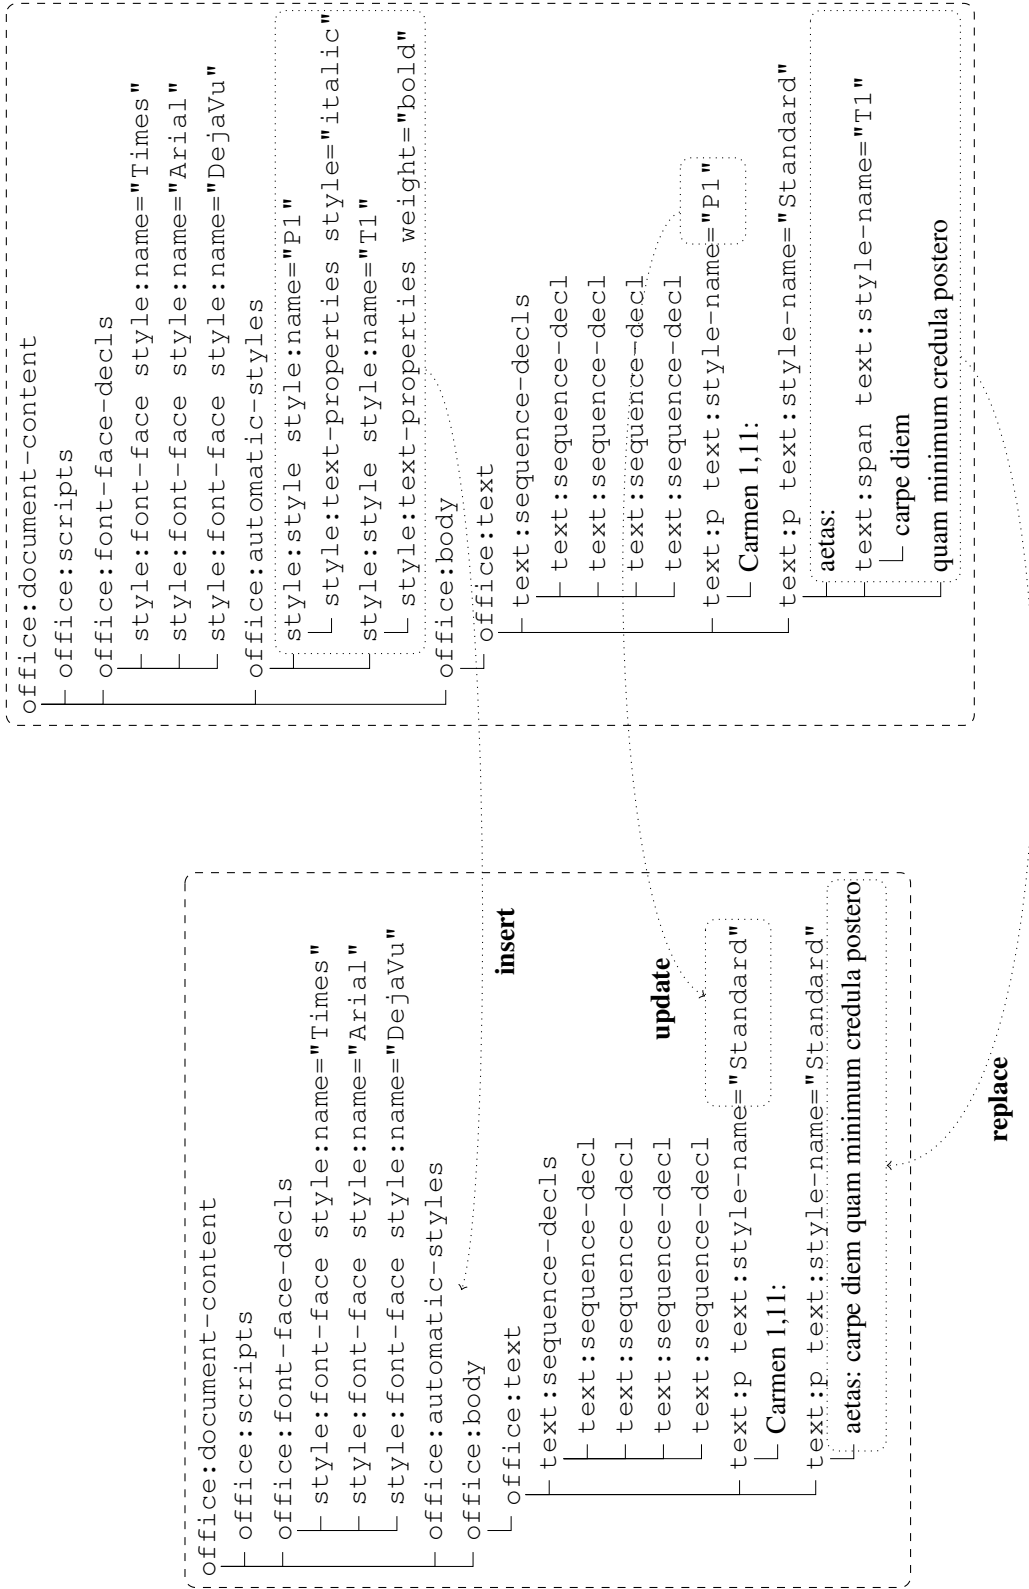 office:document-content
office:scripts
office:font-face-decls
style:font-face style:name="Times"
style:font-face style:name="Arial"
style:font-face style:name="DejaVu"
office:automatic-styles
office:body
office:text
text:sequence-decls
text:sequence-decl
text:sequence-decl
text:sequence-decl
text:sequence-decl
text:p text:style-name="Standard"
Carmen 1,11:
text:p text:style-name="Standard"
aetas: carpe diem quam minimum credula postero
insert
update
replace
office:document-content
office:scripts
office:font-face-decls
style:font-face style:name="Times"
style:font-face style:name="Arial"
style:font-face style:name="DejaVu"
office:automatic-styles
style:style style:name="P1"
style:text-properties style="italic"
style:style style:name="T1"
style:text-properties weight="bold"
office:body
office:text
text:sequence-decls
text:sequence-decl
text:sequence-decl
text:sequence-decl
text:sequence-decl
text:p text:style-name="P1"
Carmen 1,11:
text:p text:style-name="Standard"
aetas:
text:span text:style-name="T1"
carpe diem
quam minimum credula postero